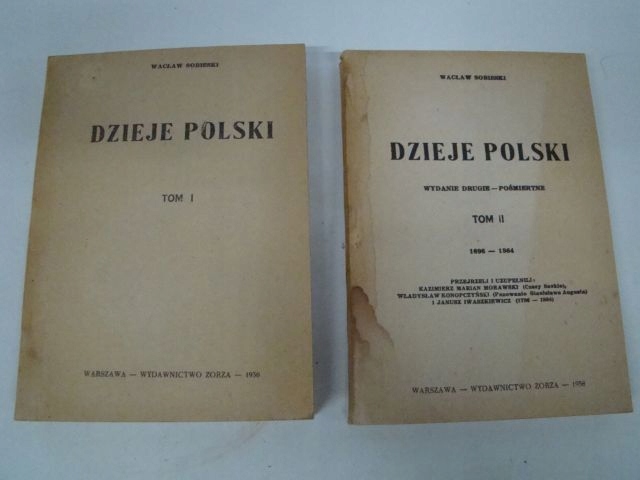 WACŁAW SOBIESKI
DZIEJE POLSKI
TOM I
WARSZAWA — WYDAWNICTWO ZORZA — 1938
WACŁAW SOBIESKI
DZIEJE POLSKI
WYDANIE DRUGIE — POŚMIERTNE
TOM II
1696 — 1864
PRZEJRZELI I UZUPEŁNILI:
KAZIMIERZ MARIAN MORAWSKI (Czasy Saskie),
WŁADYSŁAW KONOPCZYŃSKI (Panowanie Stanisława Augusta)
I JANUSZ IWASZKIEWICZ (1796 — 1864)
WARSZAWA — WYDAWNICTWO ZORZA — 1938